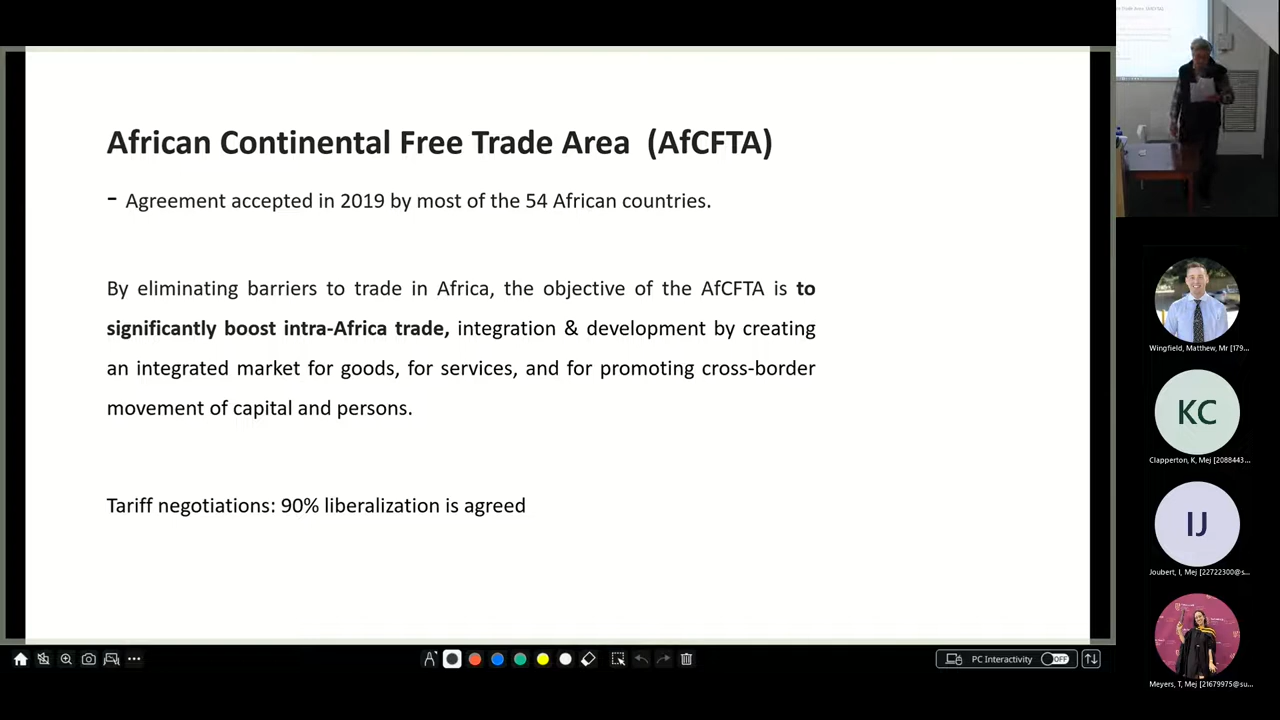 African Continental Free Trade Area (AfCFTA)
- Agreement accepted in 2019 by most of the 54 African countries.
By eliminating barriers to trade in Africa, the objective of the AfCFTA is to
significantly boost intra-Africa trade, integration & development by creating
an integrated market for goods, for services, and for promoting cross-border
movement of capital and persons.
Tariff negotiations: 90% liberalization is agreed
PC Interactivity OFF
Wingfield, Matthew, Mr [179...
KC
Clapperton, K, Mej [2088443...
IJ
Joubert, I, Mej [22722300@s...
Meyers, T, Mej [21679975@su...